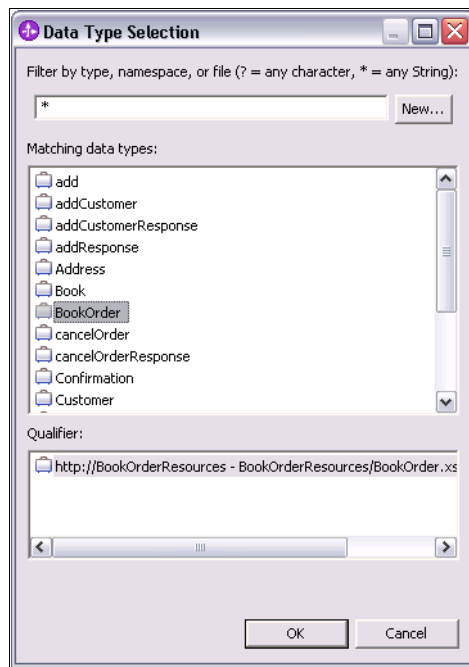 Data Type Selection
Filter by type, namespace, or file (? = any character, * = any String):
*
New...
Matching data types:
add
addCustomer
addCustomerResponse
addResponse
Address
Book
BookOrder
cancelOrder
cancelOrderResponse
Confirmation
Customer
Qualifier:
http://BookOrderResources - BookOrderResources/BookOrder.xs
OK
Cancel